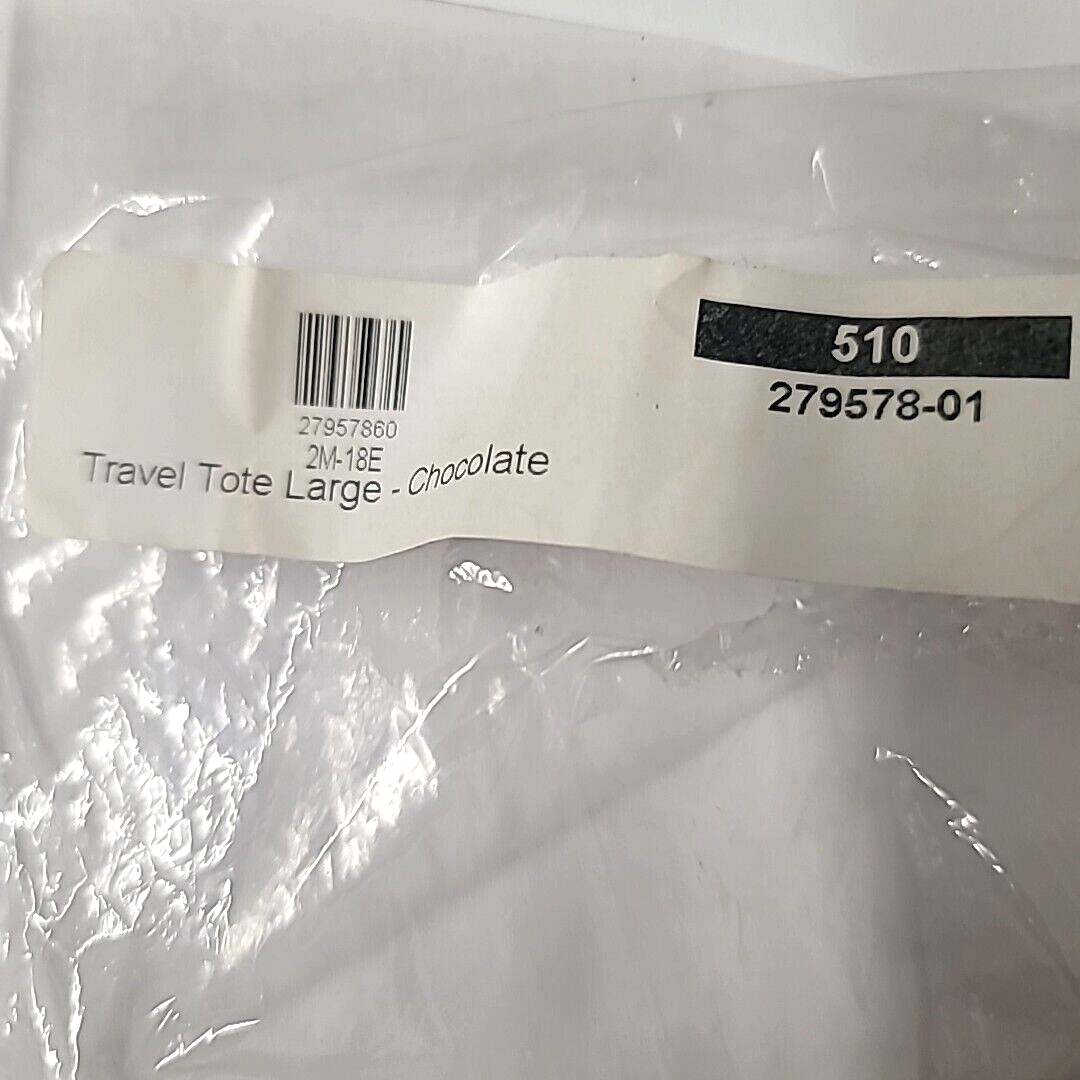 510
279578-01
27957860
2M-18E
Travel Tote Large - Chocolate